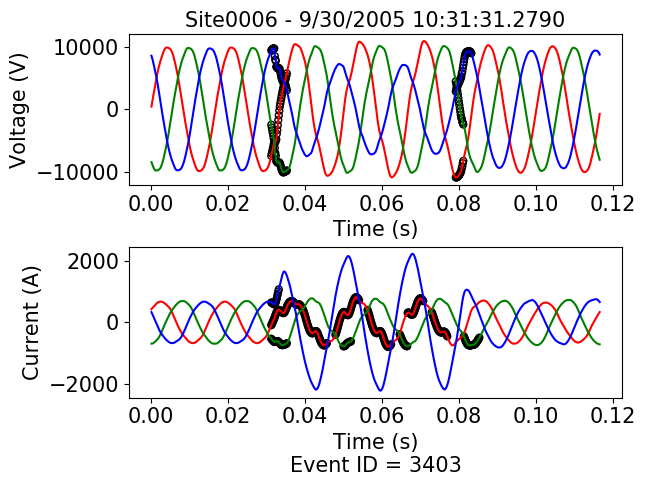 Site0006 - 9/30/2005 10:31:31.2790
Voltage (V)
10000
0
−10000
0.00 0.02 0.04 0.06 0.08 0.10 0.12
Time (s)
Current (A)
2000
0
−2000
0.00 0.02 0.04 0.06 0.08 0.10 0.12
Time (s)
Event ID = 3403